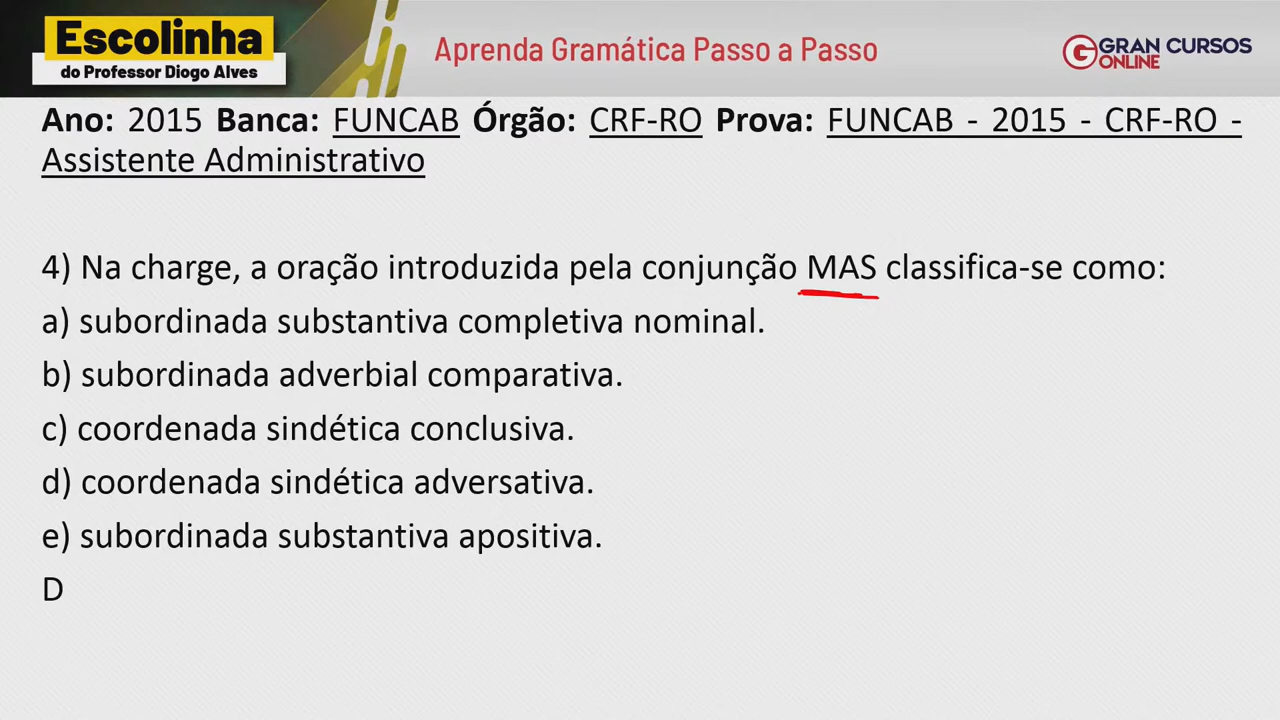 Escolinha
do Professor Diogo Alves
Aprenda Gramática Passo a Passo
GRAN CURSOS
ONLINE
Ano: 2015 Banca: FUNCAB Órgão: CRF-RO Prova: FUNCAB - 2015 - CRF-RO -
Assistente Administrativo
4) Na charge, a oração introduzida pela conjunção MAS classifica-se como:
a) subordinada substantiva completiva nominal.
b) subordinada adverbial comparativa.
c) coordenada sindética conclusiva.
d) coordenada sindética adversativa.
e) subordinada substantiva apositiva.
D